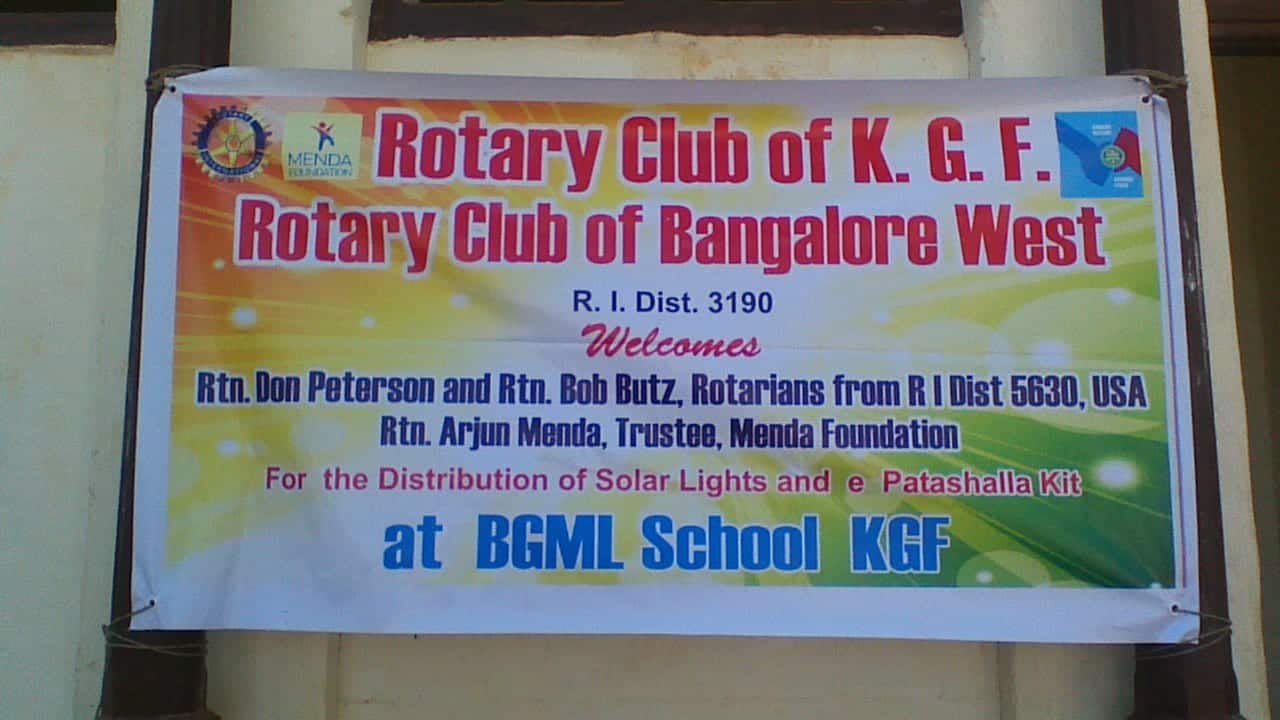 Rotary Club of K. G. F.
MENDA
FOUNDATION
Rotary Club of Bangalore West
R. I. Dist. 3190
Welcomes
Rtn. Don Peterson and Rtn. Bob Butz, Rotarians from R I Dist 5630, USA
Rtn. Arjun Menda, Trustee, Menda Foundation
For the Distribution of Solar Lights and e Patashalla Kit
at BGML School KGF